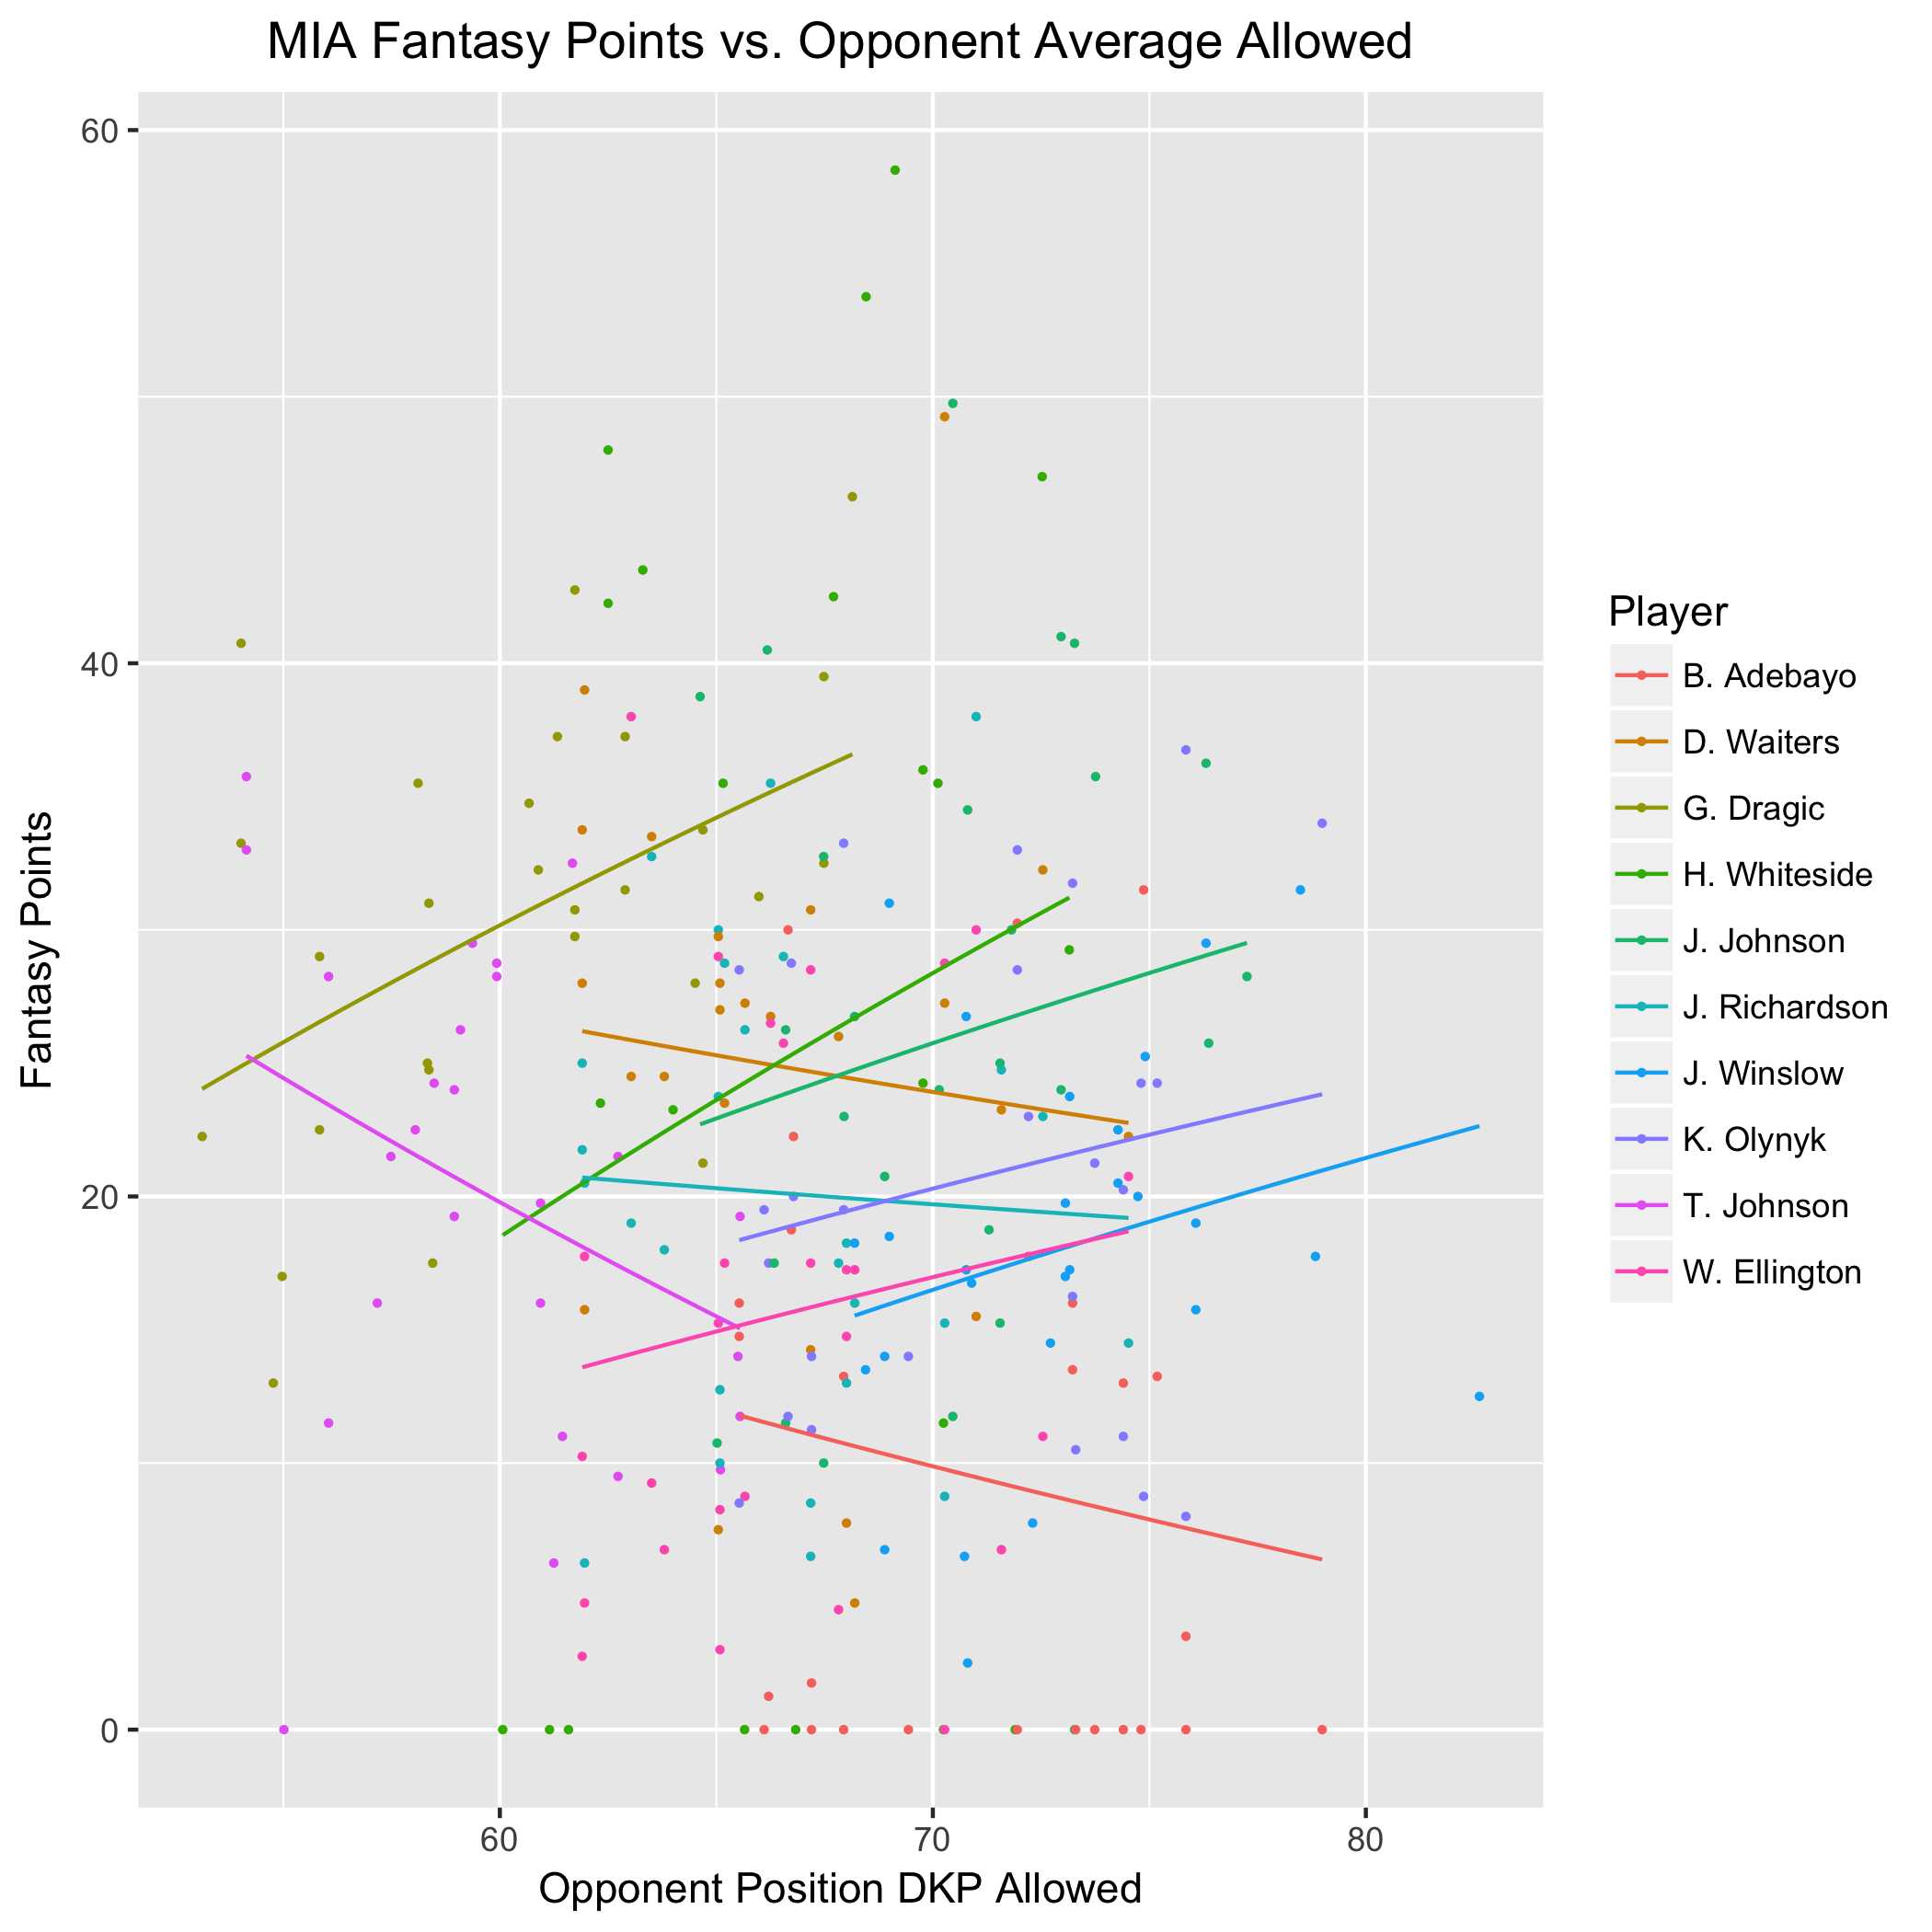 MIA Fantasy Points vs. Opponent Average Allowed
60
40
20
0
Fantasy Points
60
70
80
Opponent Position DKP Allowed
Player
B. Adebayo
D. Waiters
G. Dragic
H. Whiteside
J. Johnson
J. Richardson
J. Winslow
K. Olynyk
T. Johnson
W. Ellington